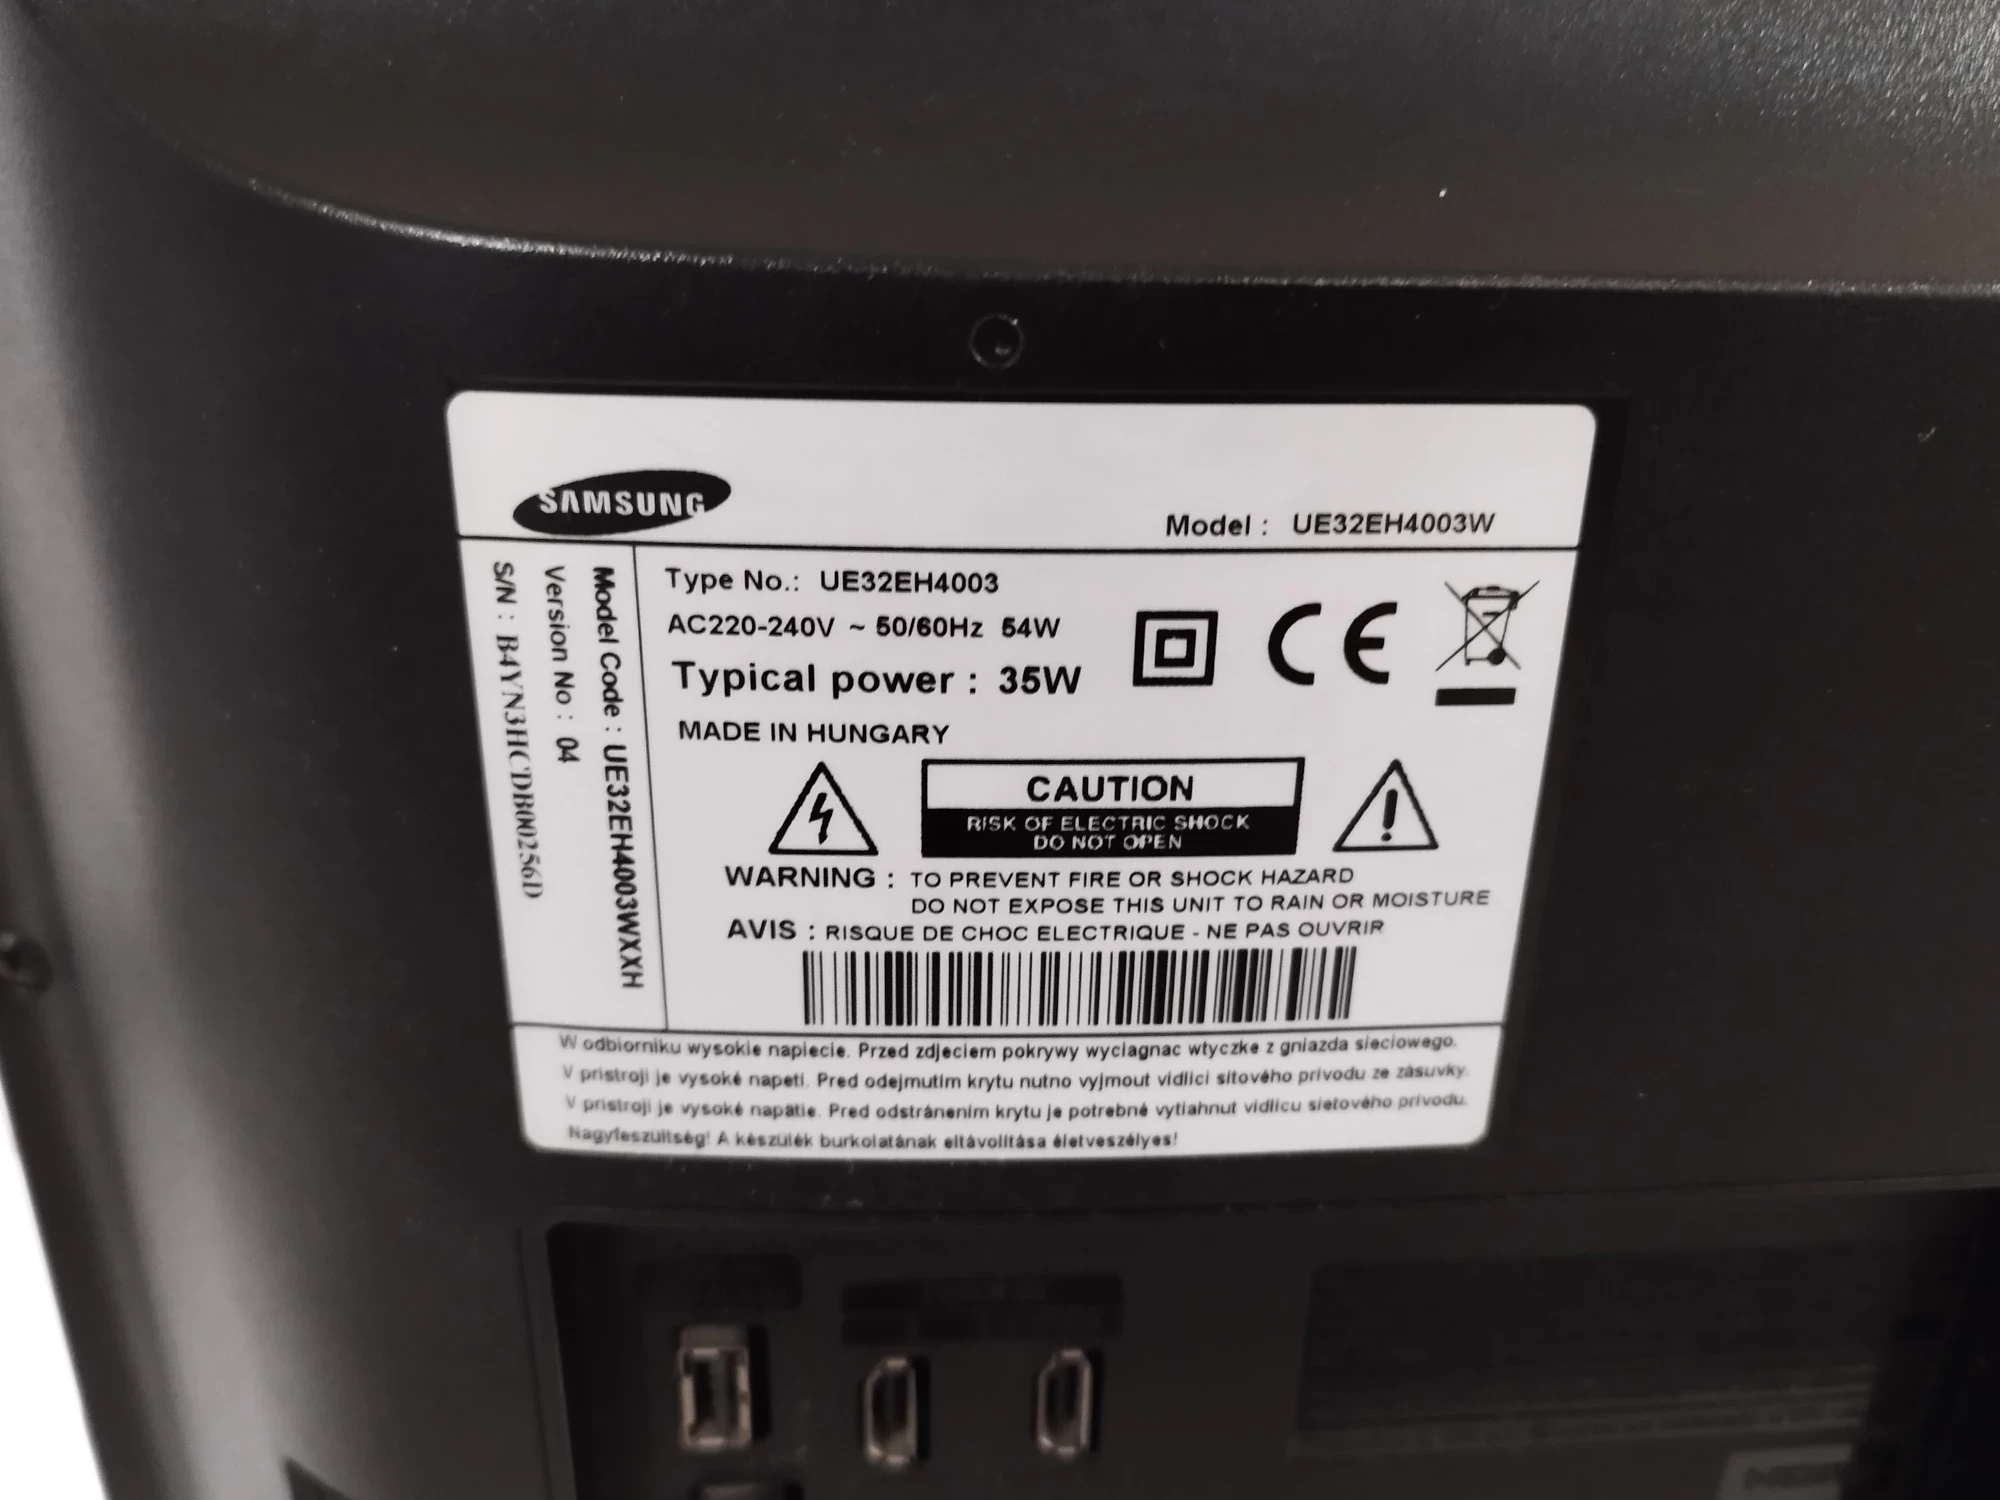 SAMSUNG
Model : UE32EH4003W
Model Code : UE32EH4003WXXH
Version No : 04
S/N : B4YN3HCDB00256D
Type No.: UE32EH4003
AC220-240V ~ 50/60Hz 54W
Typical power : 35W
MADE IN HUNGARY
CE
CAUTION
RISK OF ELECTRIC SHOCK
DO NOT OPEN
WARNING : TO PREVENT FIRE OR SHOCK HAZARD
DO NOT EXPOSE THIS UNIT TO RAIN OR MOISTURE
AVIS : RISQUE DE CHOC ELECTRIQUE - NE PAS OUVRIR
W odbiorniku wysokie napiecie. Przed zdjeciem pokrywy wyciagnac wtyczke z gniazda sieciowego.
V pristroji je vysoké napeti. Pred odejmutim krytu nutno vyjmout vidlici sitového privodu ze zásuvky.
V pristroji je vysoké napätie. Pred odstránenim krytu je potrebné vytiahnut vidlicu sietového privodu.
Nagyfeszültség! A készülék burkolatának eltávolítása életveszélyes!